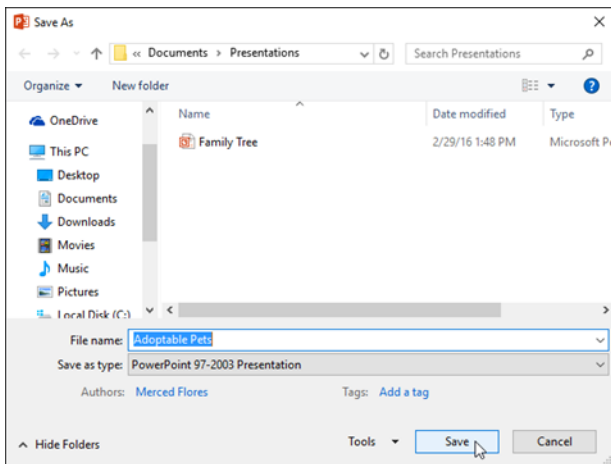 Save As
« Documents > Presentations
Search Presentations
Organize
New folder
Name
Date modified
Type
OneDrive
This PC
Desktop
Documents
Downloads
Movies
Music
Pictures
Local Disk (C:)
Family Tree
2/29/16 1:48 PM
Microsoft P
File name: Adoptable Pets
Save as type: PowerPoint 97-2003 Presentation
Authors: Merced Flores
Tags: Add a tag
Hide Folders
Tools
Save
Cancel